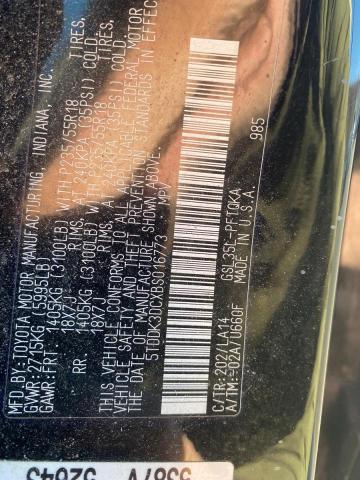 MFD.BY:TOYOTA MOTOR MANUFACTURING, INDIANA, INC.
GVWR:2715KG (5995LB)
GAWR:FRT 1405KG (3100LB) WITH P235/55R18 TIRES,
18X7J RIMS, AT 240KPA (35PSI) COLD.
RR 1405KG (3100LB) WITH P235/55R18 TIRES,
18X7J RIMS, AT 240KPA (35PSI) COLD.
THIS VEHICLE CONFORMS TO ALL APPLICABLE FEDERAL MOTOR
VEHICLE SAFETY AND THEFT PREVENTION STANDARDS IN EFFECT ON
THE DATE OF MANUFACTURE SHOWN ABOVE.
5TDDK3DCXBS016773 MPV
C/TR:202/LA14 GSL35L-PFTQKA
A/TM:-02A/U660F MADE IN U.S.A. 985